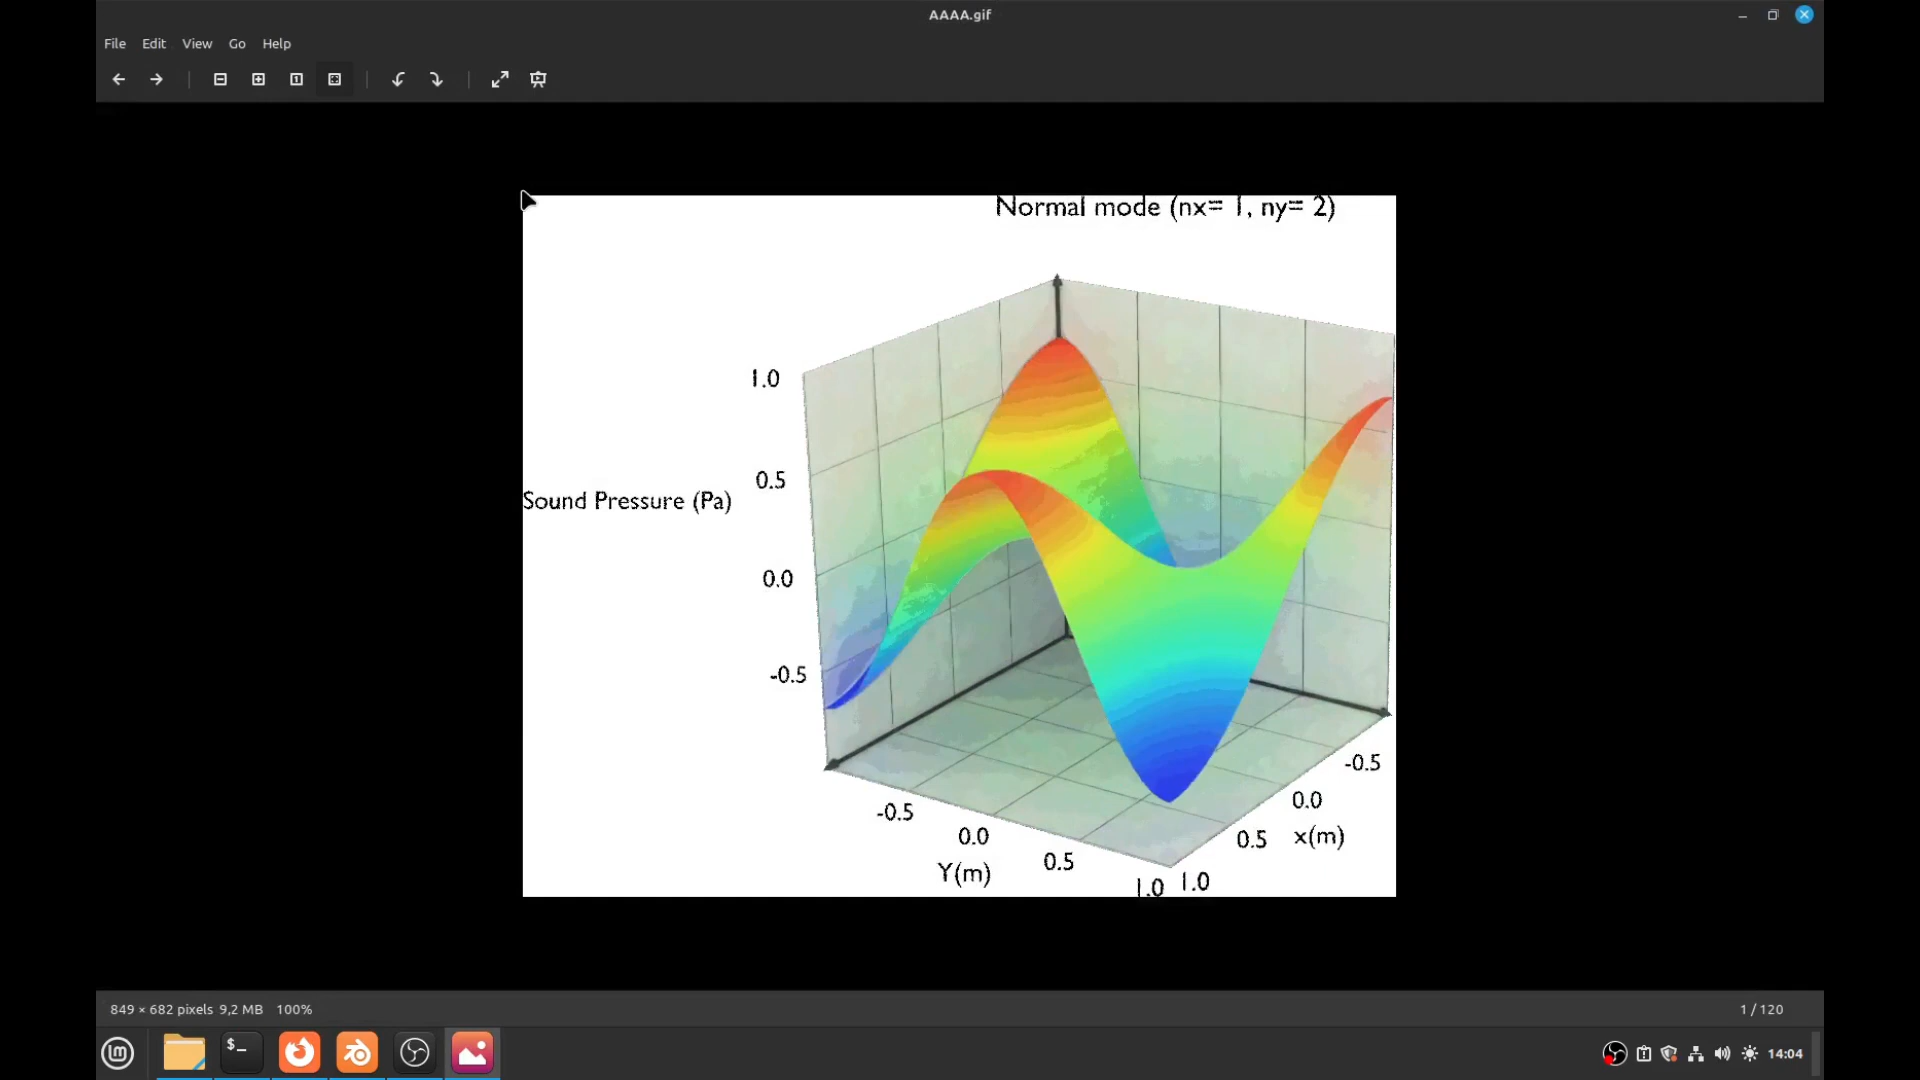 AAAA.gif
File Edit View Go Help
Normal mode (nx= 1, ny= 2)
1.0
0.5
Sound Pressure (Pa)
0.0
-0.5
-0.5
0.0
0.5
1.0
Y(m)
-0.5
0.0
0.5
1.0
x(m)
849 × 682 pixels 9,2 MB 100%
1 / 120
$_
lm
14:04